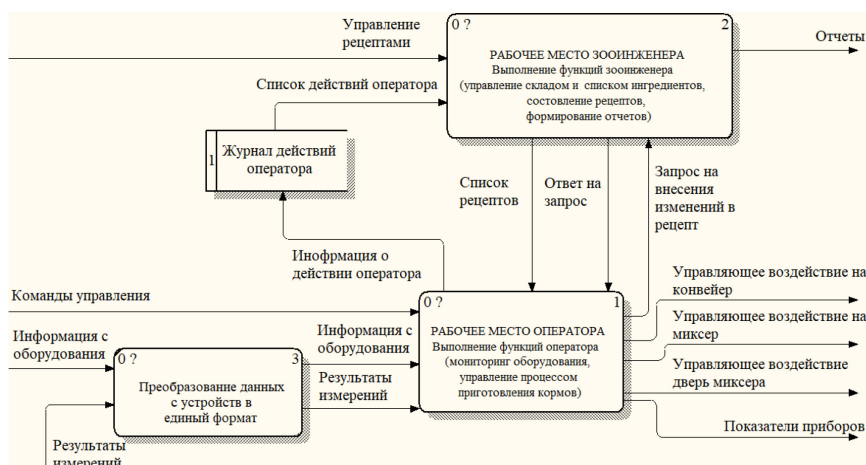 Управление
рецептами
0 ?
2
РАБОЧЕЕ МЕСТО ЗООИНЖЕНЕРА
Выполнение функций зооинженера
(управление складом и списком ингредиентов,
состовление рецептов,
формирование отчетов)
Отчеты
Список действий оператора
1
Журнал действий
оператора
Список
рецептов
Ответ на
запрос
Запрос на
внесения
изменений в
рецепт
Инофрмация о
действии оператора
Команды управления
0 ?
1
РАБОЧЕЕ МЕСТО ОПЕРАТОРА
Выполнение функций оператора
(мониторинг оборудования,
управление процессом
приготовления кормов)
Управляющее воздействие на
конвейер
Управляющее воздействие на
миксер
Управляющее воздействие
дверь миксера
Показатели приборов
Информация с
оборудования
0 ?
3
Преобразование данных
с устройств в
единый формат
Информация с
оборудования
Результаты
измерений
Результаты
измерений